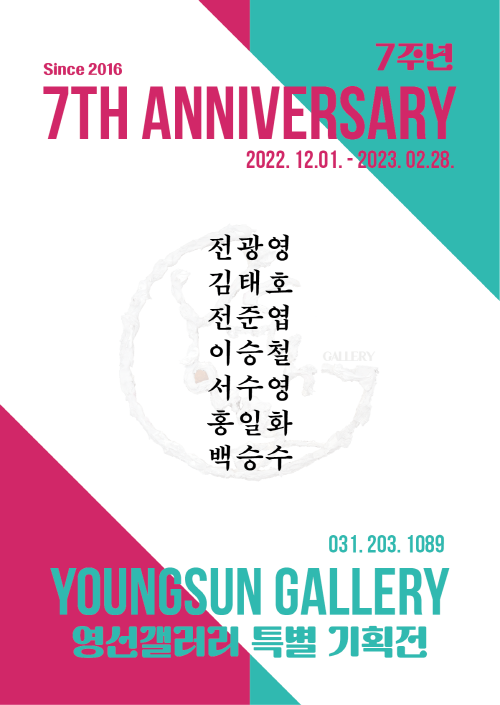 7주년
Since 2016
7TH ANNIVERSARY
2022. 12.01. - 2023. 02.28.
전광영
김태호
전준엽
이승철
GALLERY
서수영
홍일화
백승수
031. 203. 1089
YOUNGSUN GALLERY
영선갤러리 특별 기획전